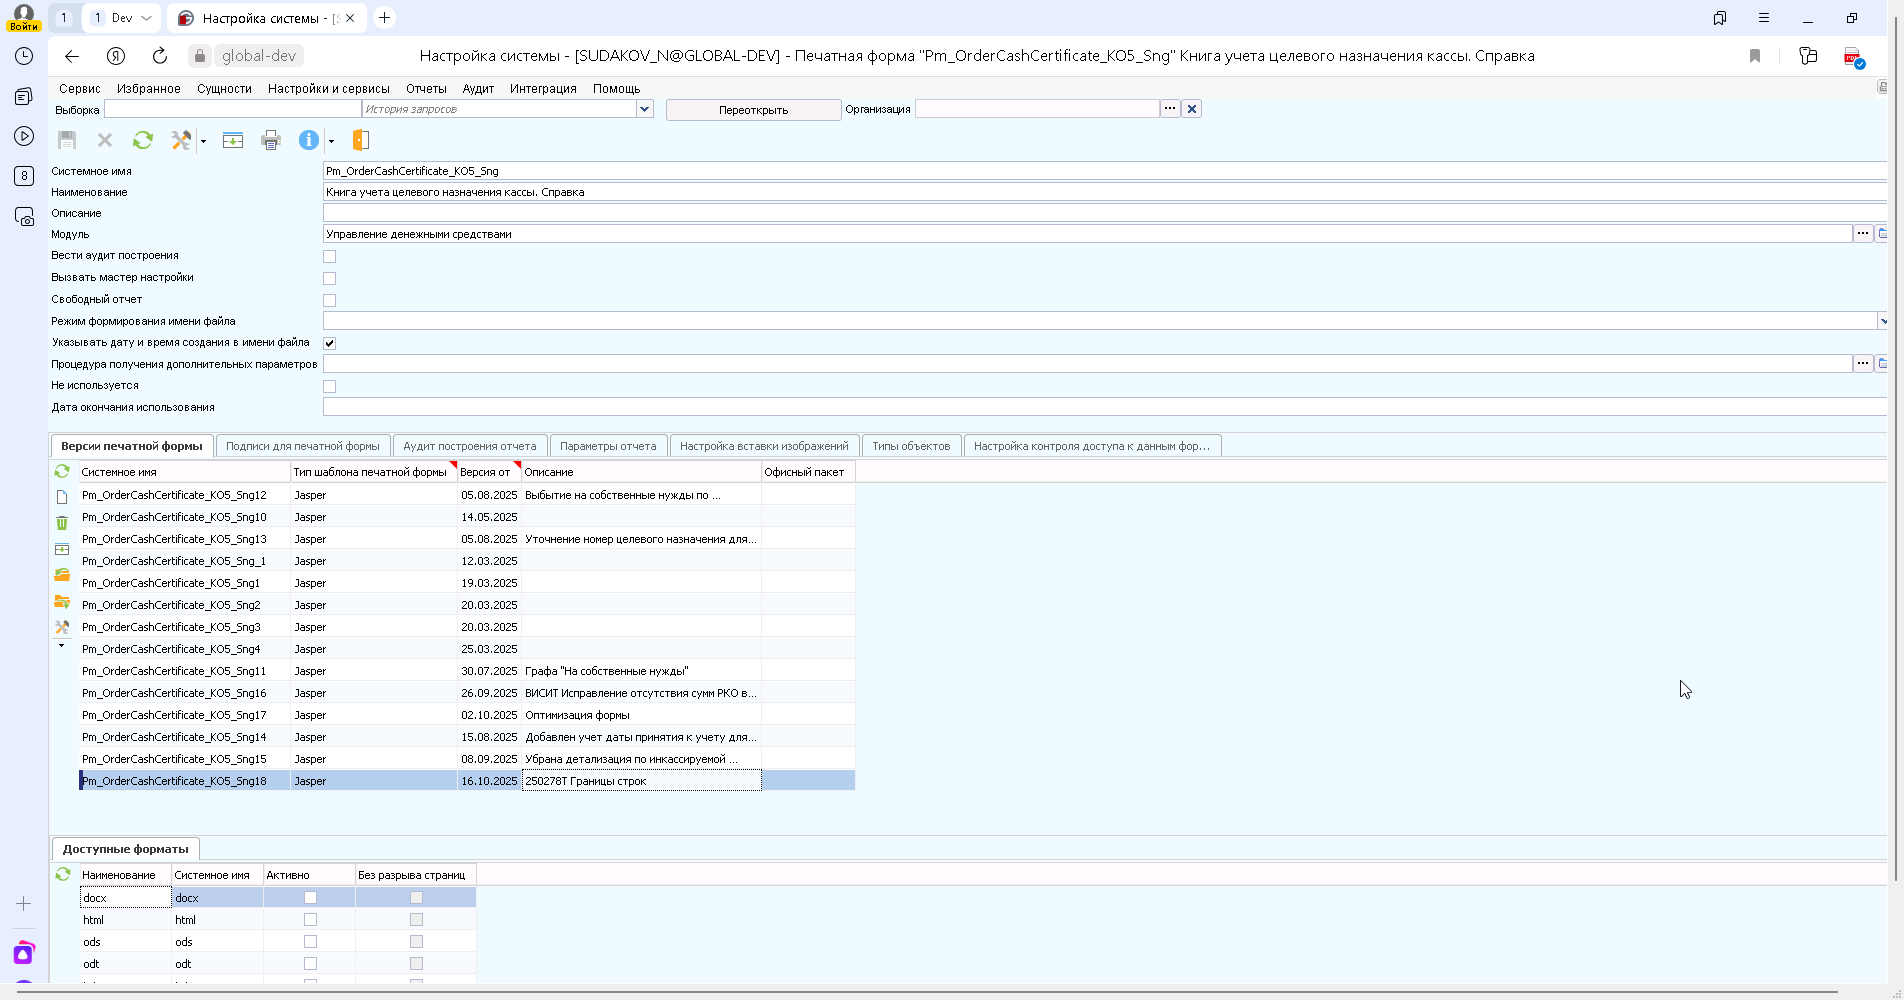 Войти
1
1 Dev
Настройка системы - [S
global-dev
Настройка системы - [SUDAKOV_N@GLOBAL-DEV] - Печатная форма "Pm_OrderCashCertificate_KO5_Sng" Книга учета целевого назначения кассы. Справка
8
Сервис Избранное Сущности Настройки и сервисы Отчеты Аудит Интеграция Помощь
Выборка История запросов Переоткрыть Организация
Системное имя Pm_OrderCashCertificate_KO5_Sng
Наименование Книга учета целевого назначения кассы. Справка
Описание
Модуль Управление денежными средствами
Вести аудит построения
Вызвать мастер настройки
Свободный отчет
Режим формирования имени файла
Указывать дату и время создания в имени файла
Процедура получения дополнительных параметров
Не используется
Дата окончания использования
Версии печатной формы Подписи для печатной формы Аудит построения отчета Параметры отчета Настройка вставки изображений Типы объектов Настройка контроля доступа к данным фор...
Системное имя Тип шаблона печатной формы Версия от Описание Офисный пакет
Pm_OrderCashCertificate_KO5_Sng12 Jasper 05.08.2025 Выбытие на собственные нужды по ...
Pm_OrderCashCertificate_KO5_Sng10 Jasper 14.05.2025
Pm_OrderCashCertificate_KO5_Sng13 Jasper 05.08.2025 Уточнение номер целевого назначения для...
Pm_OrderCashCertificate_KO5_Sng_1 Jasper 12.03.2025
Pm_OrderCashCertificate_KO5_Sng1 Jasper 19.03.2025
Pm_OrderCashCertificate_KO5_Sng2 Jasper 20.03.2025
Pm_OrderCashCertificate_KO5_Sng3 Jasper 20.03.2025
Pm_OrderCashCertificate_KO5_Sng4 Jasper 25.03.2025
Pm_OrderCashCertificate_KO5_Sng11 Jasper 30.07.2025 Графа "На собственные нужды"
Pm_OrderCashCertificate_KO5_Sng16 Jasper 26.09.2025 ВИСИТ Исправление отсутствия сумм РКО в...
Pm_OrderCashCertificate_KO5_Sng17 Jasper 02.10.2025 Оптимизация формы
Pm_OrderCashCertificate_KO5_Sng14 Jasper 15.08.2025 Добавлен учет даты принятия к учету для...
Pm_OrderCashCertificate_KO5_Sng15 Jasper 08.09.2025 Убрана детализация по инкассируемой ...
Pm_OrderCashCertificate_KO5_Sng18 Jasper 16.10.2025 250278Т Границы строк
Доступные форматы
Наименование Системное имя Активно Без разрыва страниц
docx docx
html html
ods ods
odt odt